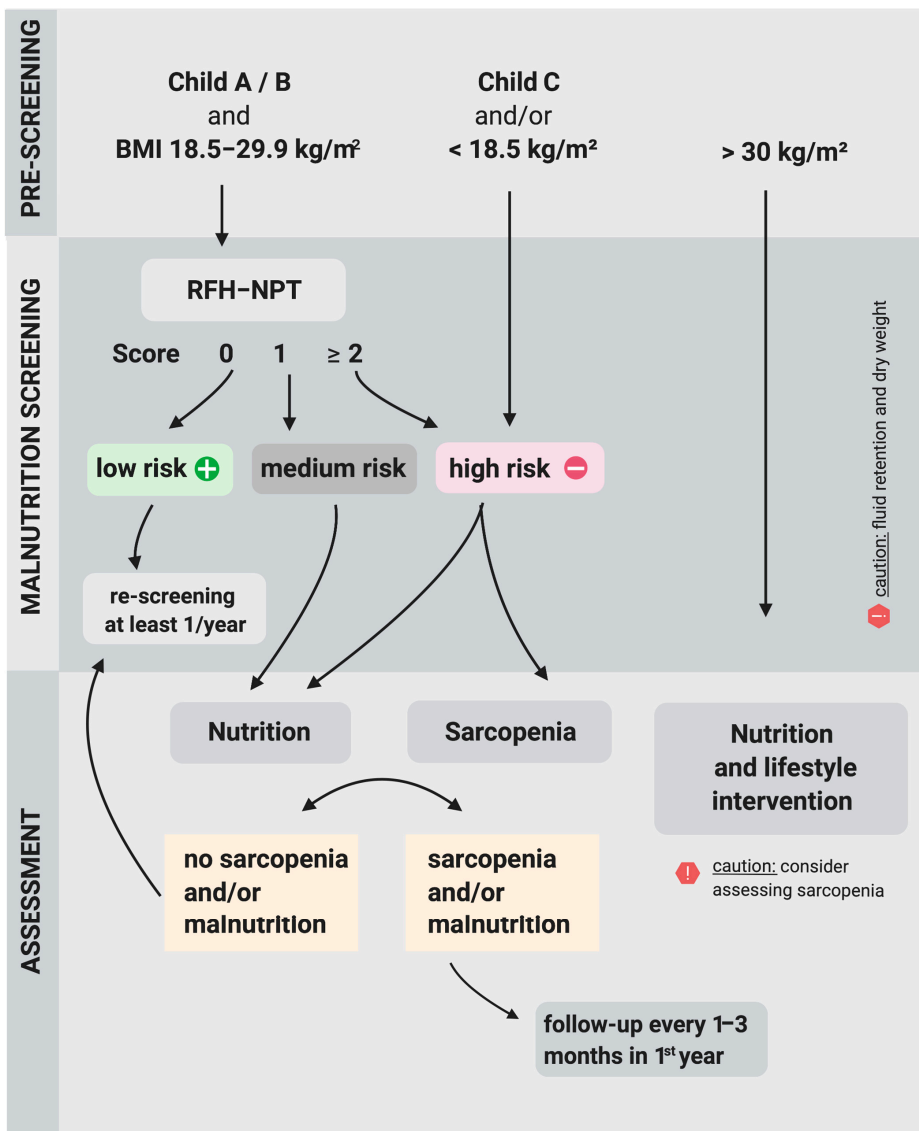 PRE-SCREENING
Child A / B
and
BMI 18.5–29.9 kg/m²
Child C
and/or
< 18.5 kg/m²
> 30 kg/m²
MALNUTRITION SCREENING
RFH–NPT
Score 0 1 ≥ 2
low risk
medium risk
high risk
re-screening
at least 1/year
! caution: fluid retention and dry weight
ASSESSMENT
Nutrition
Sarcopenia
Nutrition
and lifestyle
intervention
no sarcopenia
and/or
malnutrition
sarcopenia
and/or
malnutrition
! caution: consider
assessing sarcopenia
follow-up every 1–3
months in 1st year